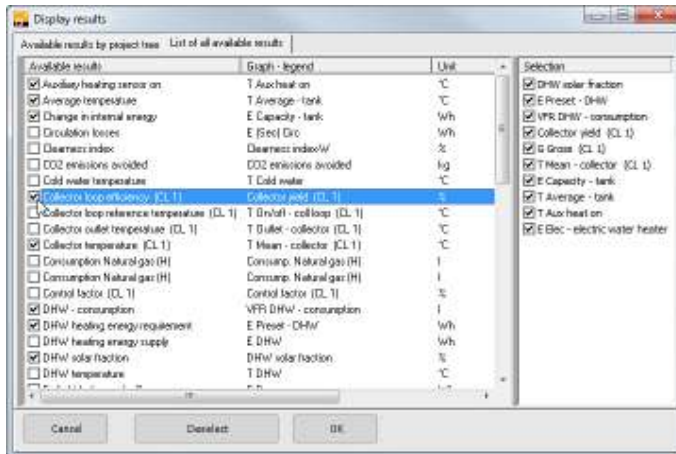 Display results
Available results by project tree List of all available results
Available results Graph - legend Unit Selection
Auxiliary heating sensor on T Aux heat on °C
Average temperature T Average - tank °C
Change in internal energy E Capacity - tank Wh
Circulation losses E (Sec) Circ Wh
Clearness index Clearness index W %
CO2 emissions avoided CO2 emissions avoided kg
Cold water temperature T Cold water °C
Collector loop efficiency (CL 1) Collector yield (CL 1) %
Collector loop reference temperature (CL 1) T On/off - coll loop (CL 1) °C
Collector outlet temperature (CL 1) T Outlet - collector (CL 1) °C
Collector temperature (CL 1) T Mean - collector (CL 1) °C
Consumption Natural gas (H) Consump. Natural gas (H) l
Consumption Natural gas (H) Consump. Natural gas (H) l
Control factor (CL 1) Control factor (CL 1) %
DHW - consumption VFR DHW - consumption l
DHW heating energy requirement E Preset - DHW Wh
DHW heating energy supply E DHW Wh
DHW solar fraction DHW solar fraction %
DHW temperature T DHW °C
DHW solar fraction
E Preset - DHW
VFR DHW - consumption
Collector yield (CL 1)
G Gross (CL 1)
T Mean - collector (CL 1)
E Capacity - tank
T Average - tank
T Aux heat on
E Elec - electric water heater
Cancel Deselect OK